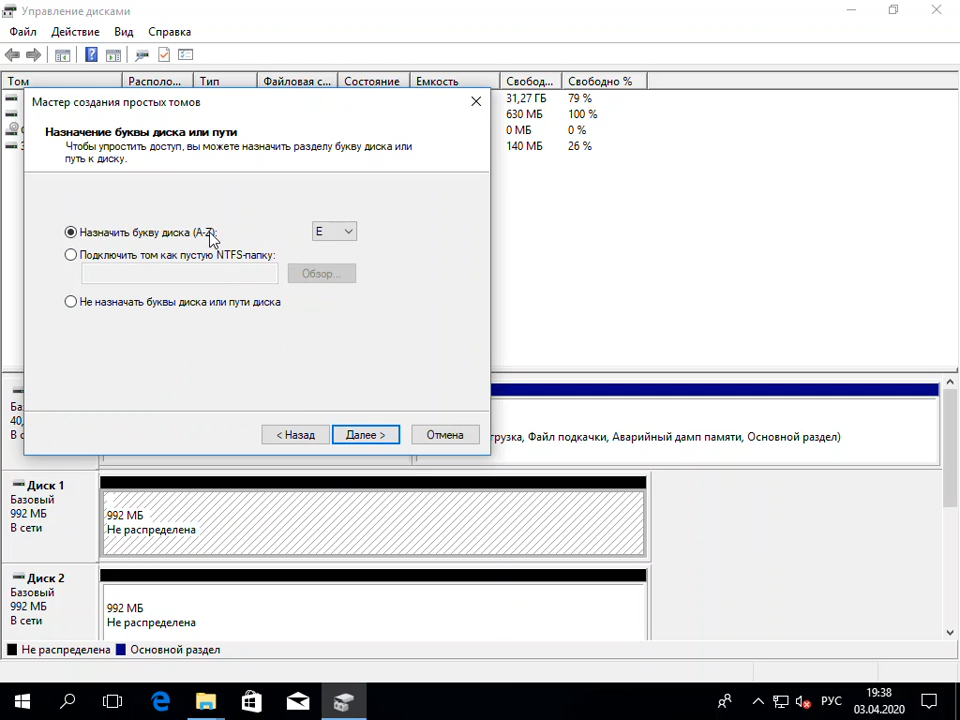 Управление дисками
Файл Действие Вид Справка
Том Располо... Тип Файловая с... Состояние Емкость Свобод... Свободно %
31,27 ГБ 79 %
630 МБ 100 %
0 МБ 0 %
140 МБ 26 %
Мастер создания простых томов
Назначение буквы диска или пути
Чтобы упростить доступ, вы можете назначить разделу букву диска или
путь к диску.
Назначить букву диска (A-Z): E
Подключить том как пустую NTFS-папку:
Обзор...
Не назначать буквы диска или пути диска
< Назад Далее > Отмена
Ба
40,
В с
грузка, Файл подкачки, Аварийный дамп памяти, Основной раздел)
Диск 1
Базовый
992 МБ
В сети
992 МБ
Не распределена
Диск 2
Базовый
992 МБ
В сети
992 МБ
Не распределена
Не распределена Основной раздел
РУС
19:38
03.04.2020